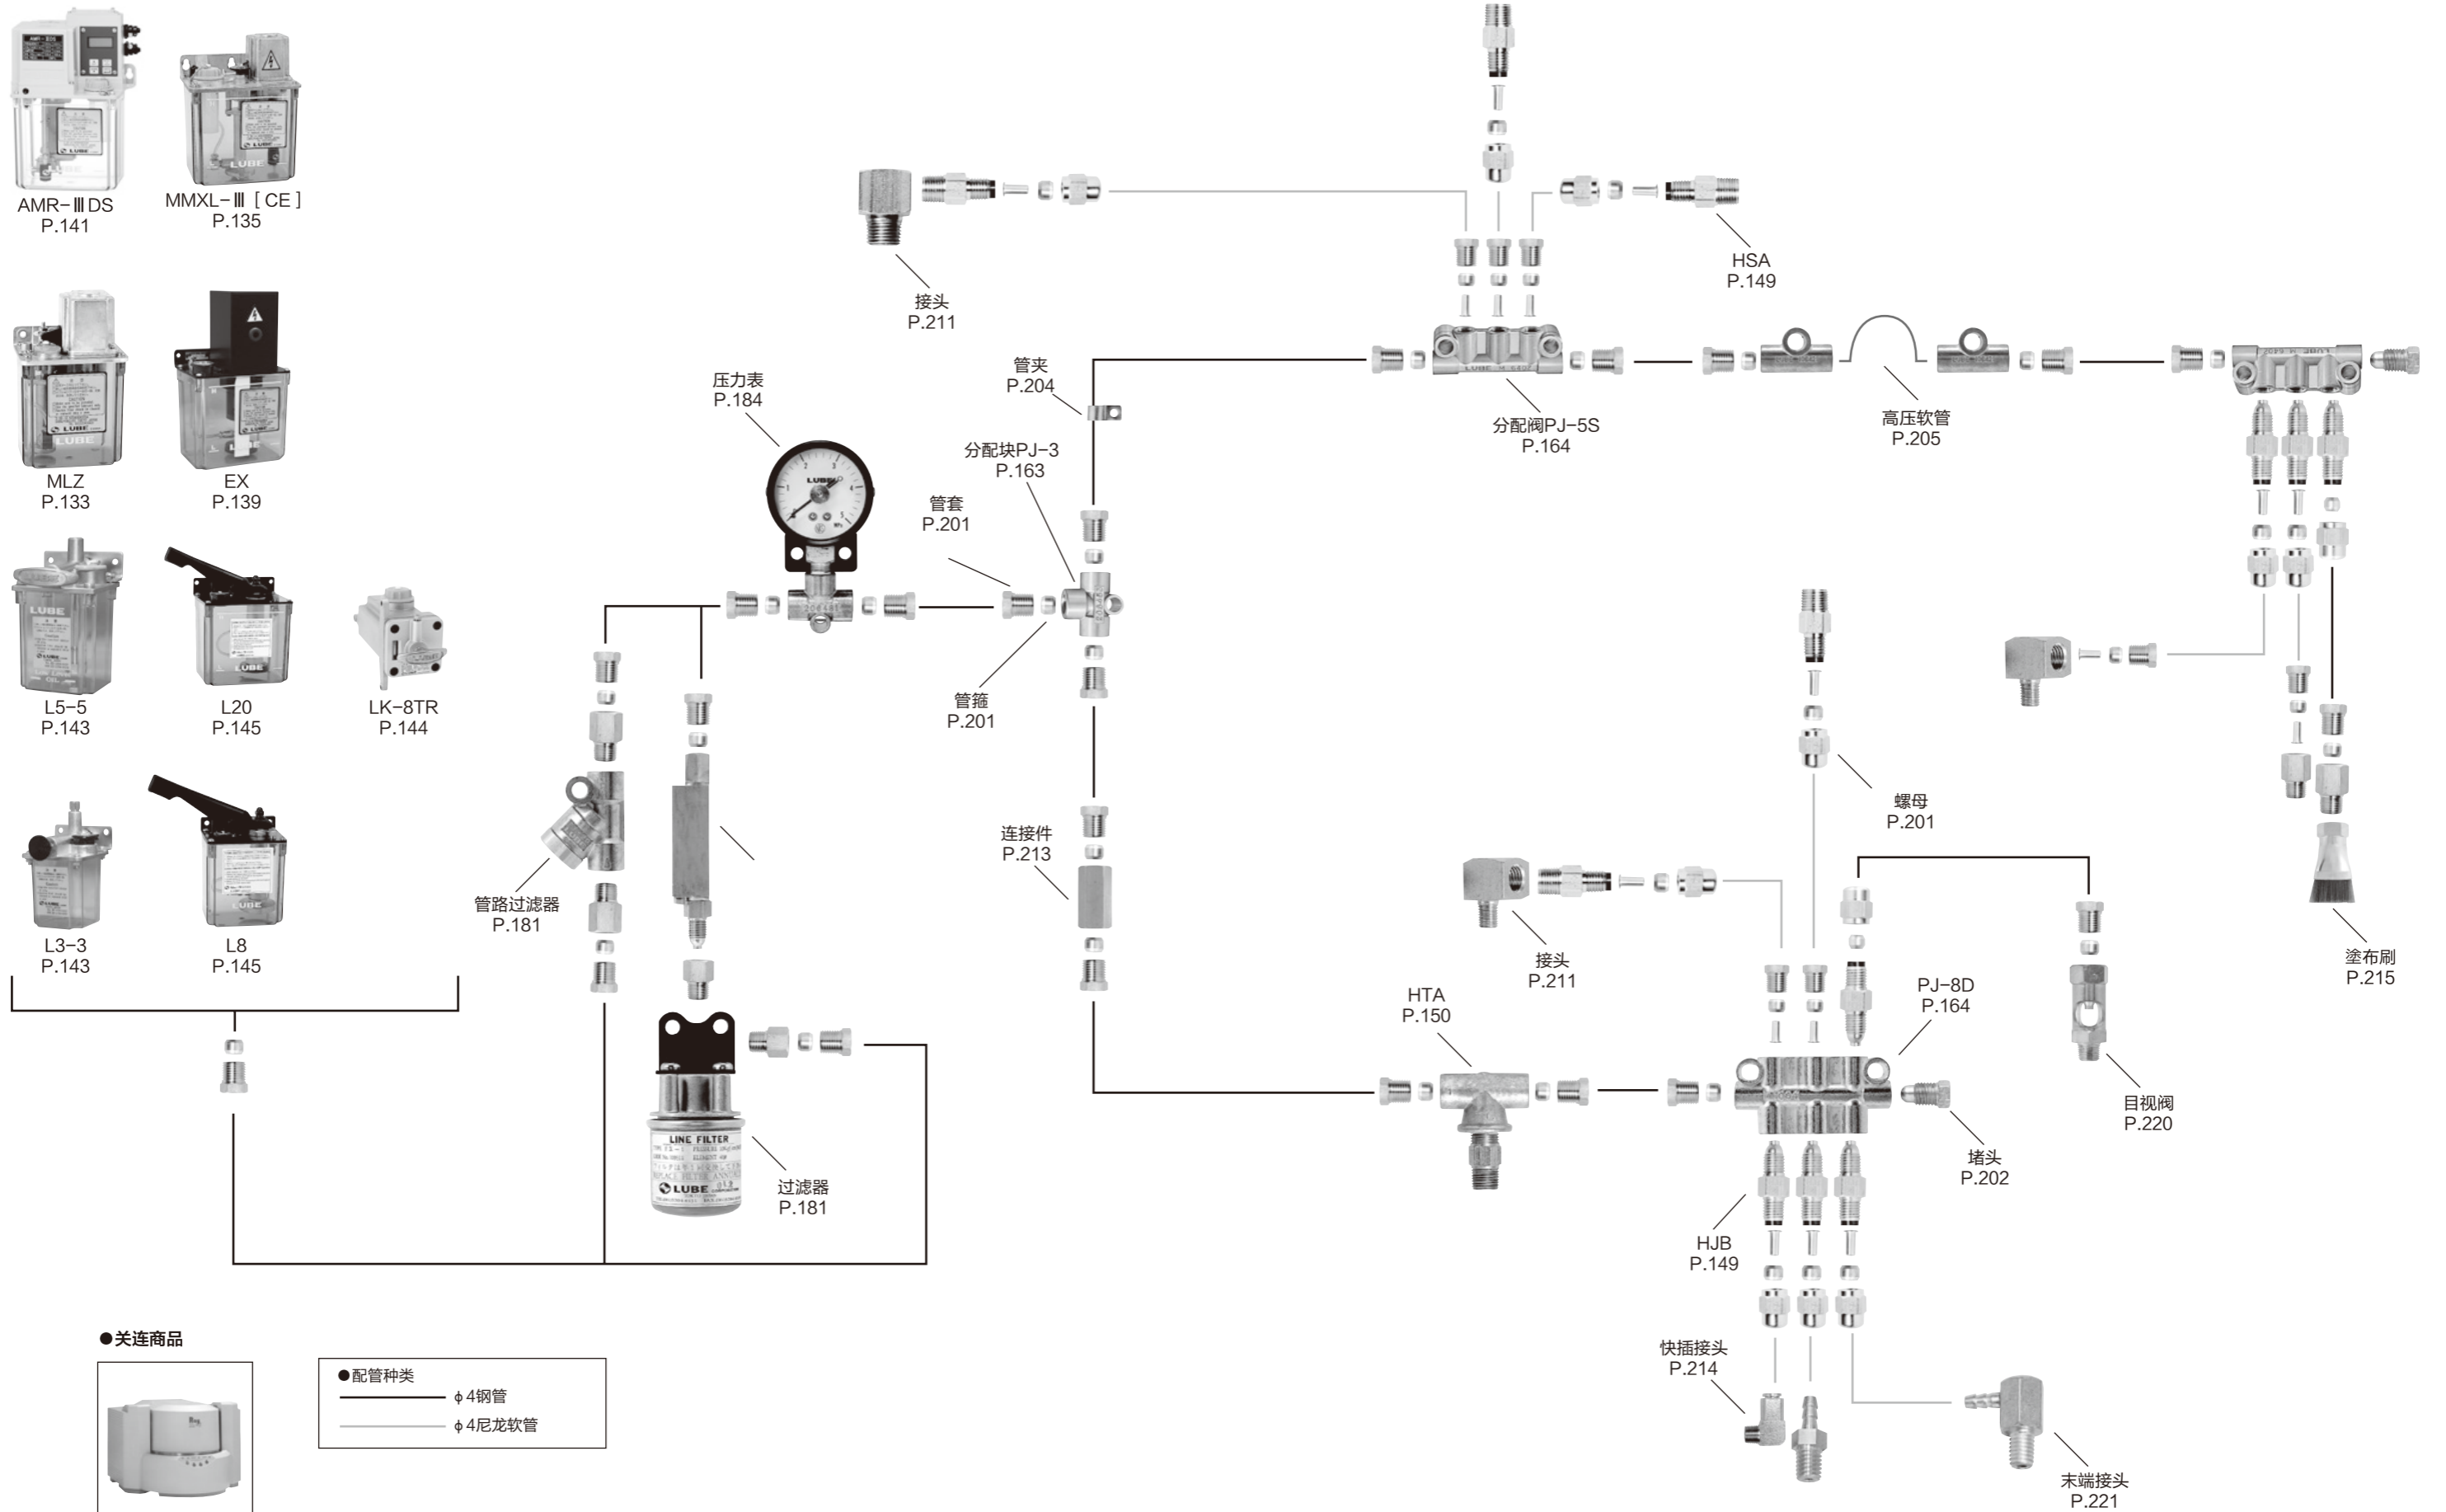 AMR-ⅢDS
P.141
MMXL-Ⅲ [ CE ]
P.135
MLZ
P.133
EX
P.139
L5-5
P.143
L20
P.145
LK-8TR
P.144
L3-3
P.143
L8
P.145
压力表
P.184
管路过滤器
P.181
LINE FILTER
LUBE
过滤器
P.181
管套
P.201
分配块PJ-3
P.163
管夹
P.204
管箍
P.201
连接件
P.213
接头
P.211
HSA
P.149
分配阀PJ-5S
P.164
高压软管
P.205
螺母
P.201
接头
P.211
HTA
P.150
PJ-8D
P.164
堵头
P.202
目视阀
P.220
塗布刷
P.215
HJB
P.149
快插接头
P.214
末端接头
P.221
●关连商品
●配管种类
φ4钢管
φ4尼龙软管